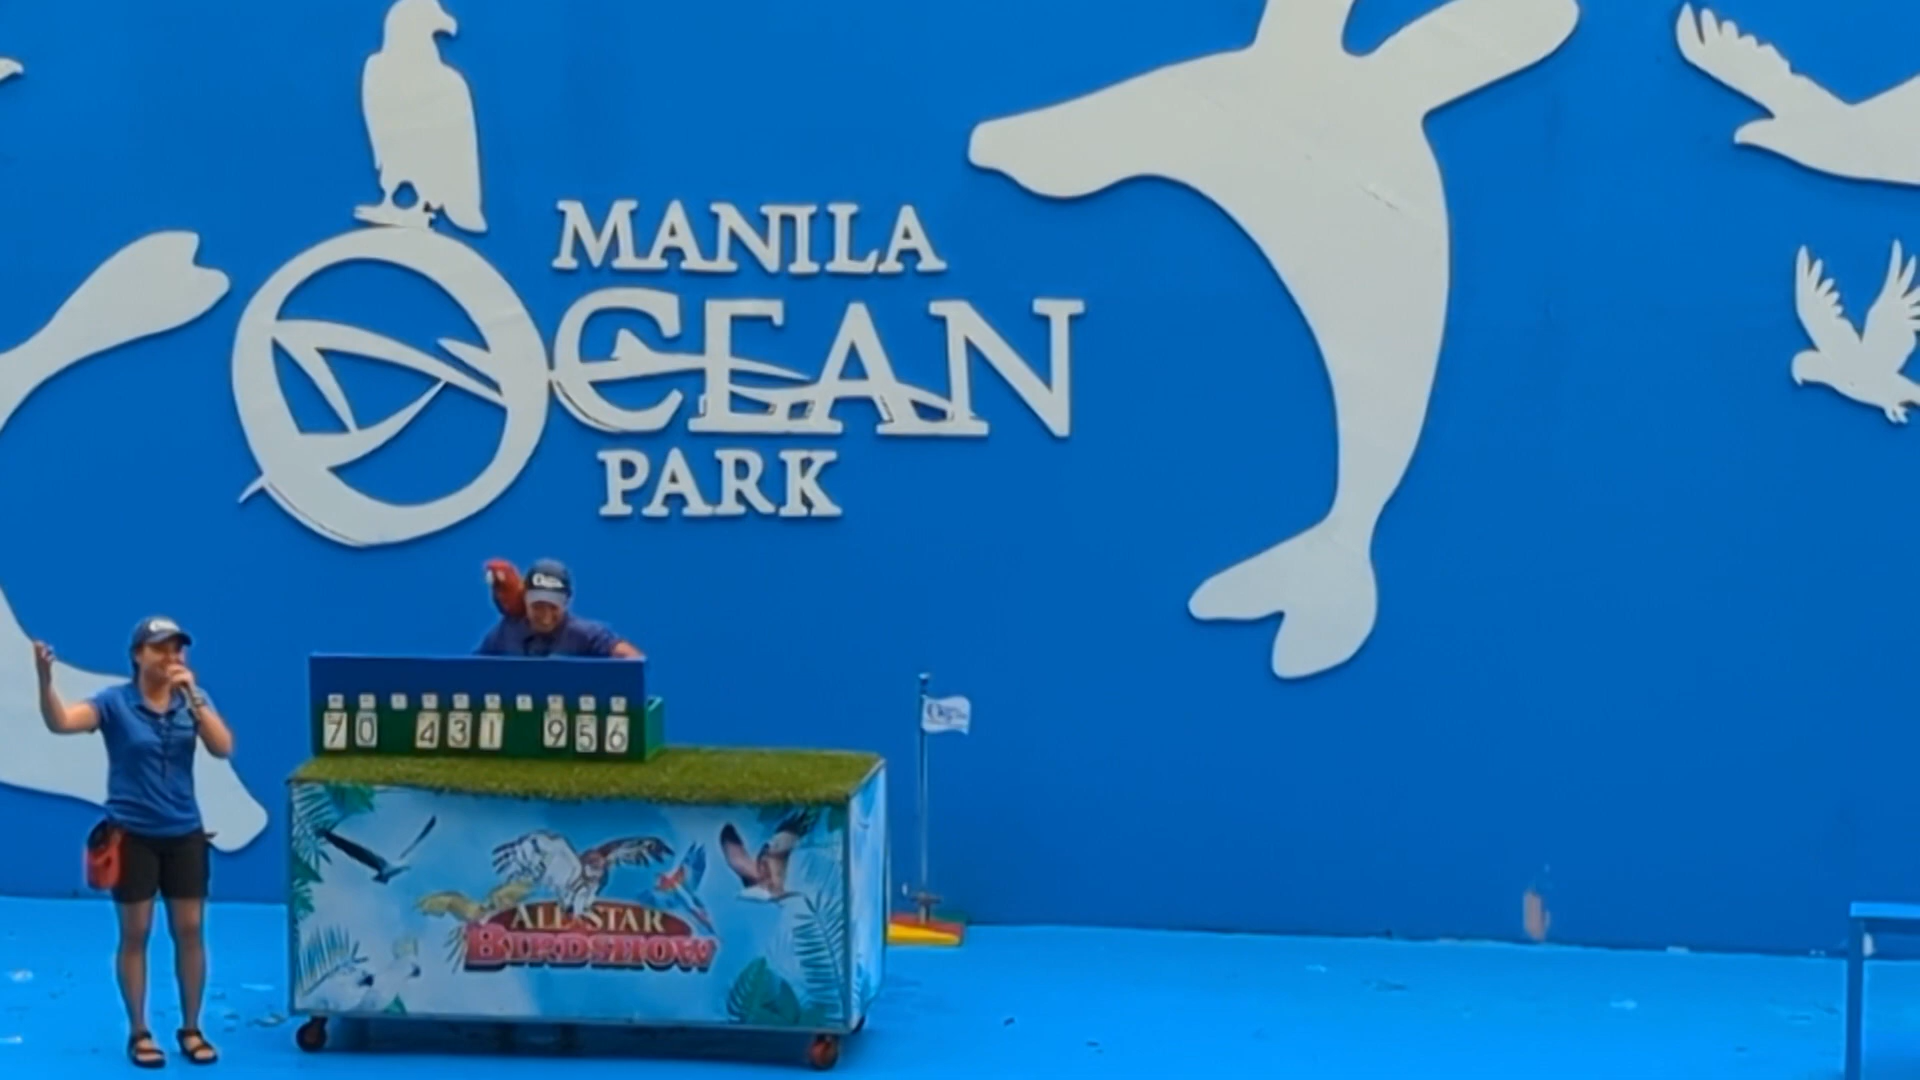 MANILA
OCEAN
PARK
70 431 956
ALL STAR
BIRDSHOW